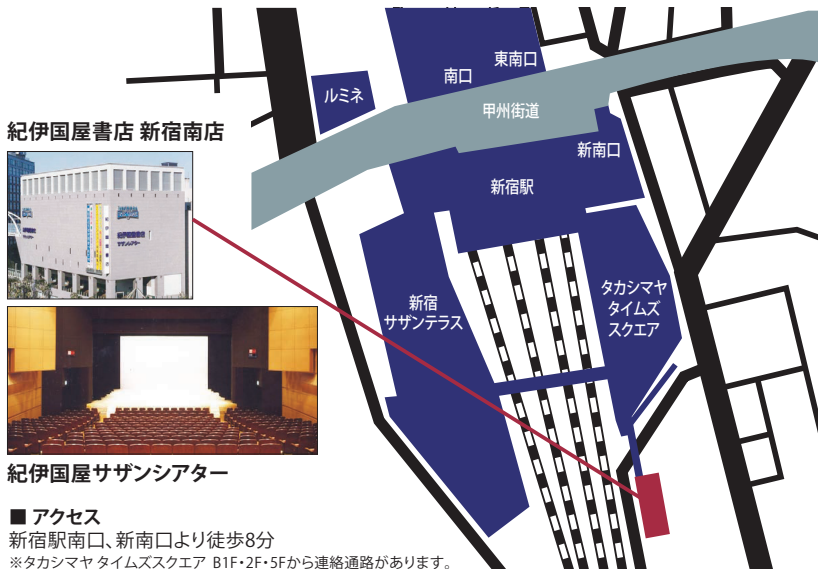 東南口
南口
ルミネ
甲州街道
紀伊国屋書店 新宿南店
新南口
新宿駅
新宿
サザンテラス
タカシマヤ
タイムズ
スクエア
紀伊国屋サザンシアター
■ アクセス
新宿駅南口、新南口より徒歩8分
※タカシマヤ タイムズスクエア B1F・2F・5Fから連絡通路があります。